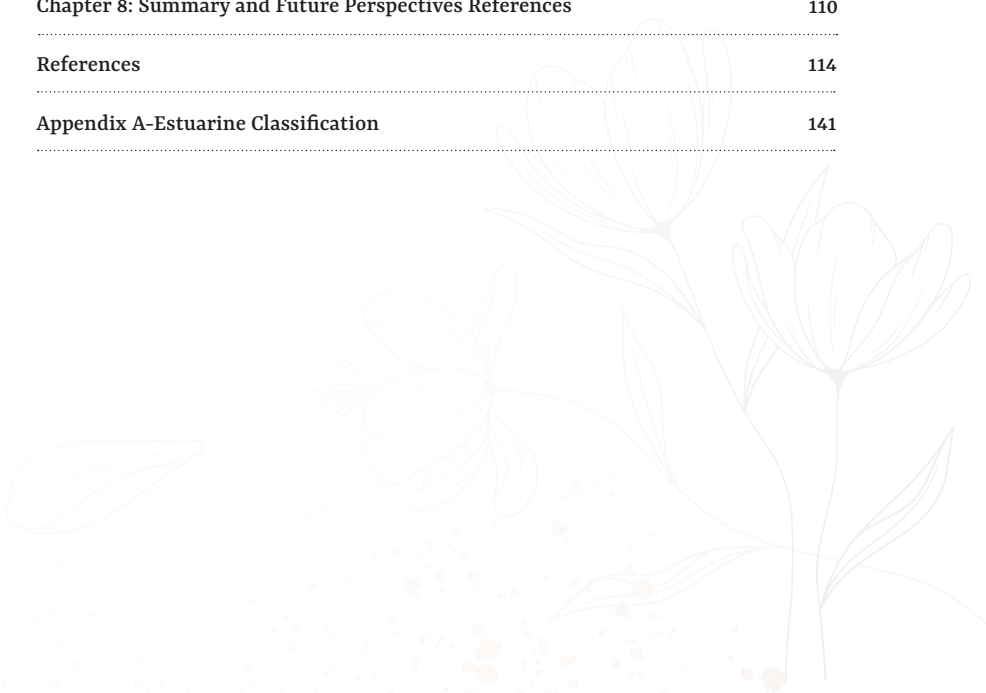 Chapter 8: Summary and Future Perspectives References 110
References 114
Appendix A-Estuarine Classification 141